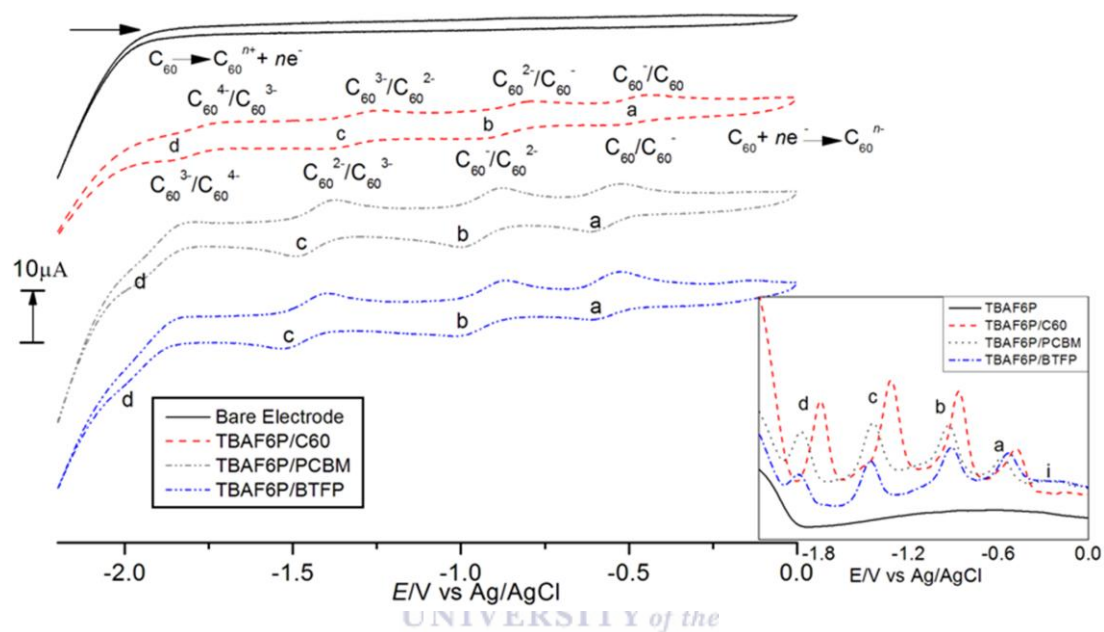 C₆₀ → C₆₀ⁿ⁺ + ne⁻
C₆₀⁴⁻/C₆₀³⁻
C₆₀³⁻/C₆₀²⁻
C₆₀²⁻/C₆₀⁻
C₆₀⁻/C₆₀
d
c
b
a
C₆₀³⁻/C₆₀⁴⁻
C₆₀²⁻/C₆₀³⁻
C₆₀⁻/C₆₀²⁻
C₆₀/C₆₀⁻
C₆₀ + ne⁻ → C₆₀ⁿ⁻
d
c
b
a
10µA
d
c
b
a
Bare Electrode
TBAF6P/C60
TBAF6P/PCBM
TBAF6P/BTFP
-2.0
-1.5
-1.0
-0.5
0.0
E/V vs Ag/AgCl
TBAF6P
TBAF6P/C60
TBAF6P/PCBM
TBAF6P/BTFP
d
c
b
a
i
-1.8
-1.2
-0.6
0.0
E/V vs Ag/AgCl
UNIVERSITY of the